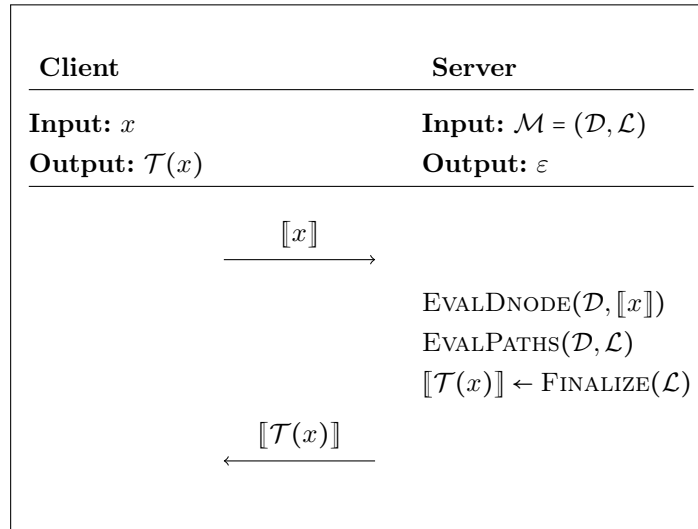 Client Server
Input: x Input: ℳ = (𝒟, ℒ)
Output: 𝒯(x) Output: ε
⟦x⟧
EVALDNODE(𝒟, ⟦x⟧)
EVALPATHS(𝒟, ℒ)
⟦𝒯(x)⟧ ← FINALIZE(ℒ)
⟦𝒯(x)⟧